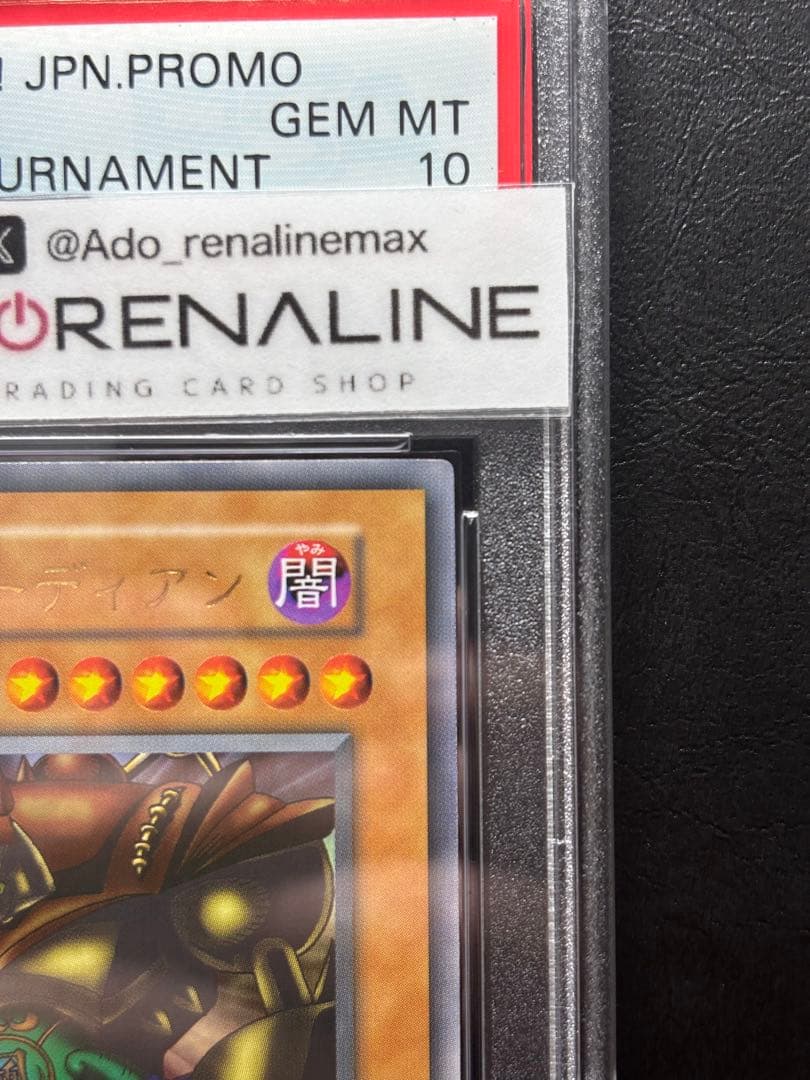 ! JPN.PROMO
GEM MT
URNAMENT 10
@Ado_renalinemax
RENALINE
RADING CARD SHOP
ーディアン
やみ
闇